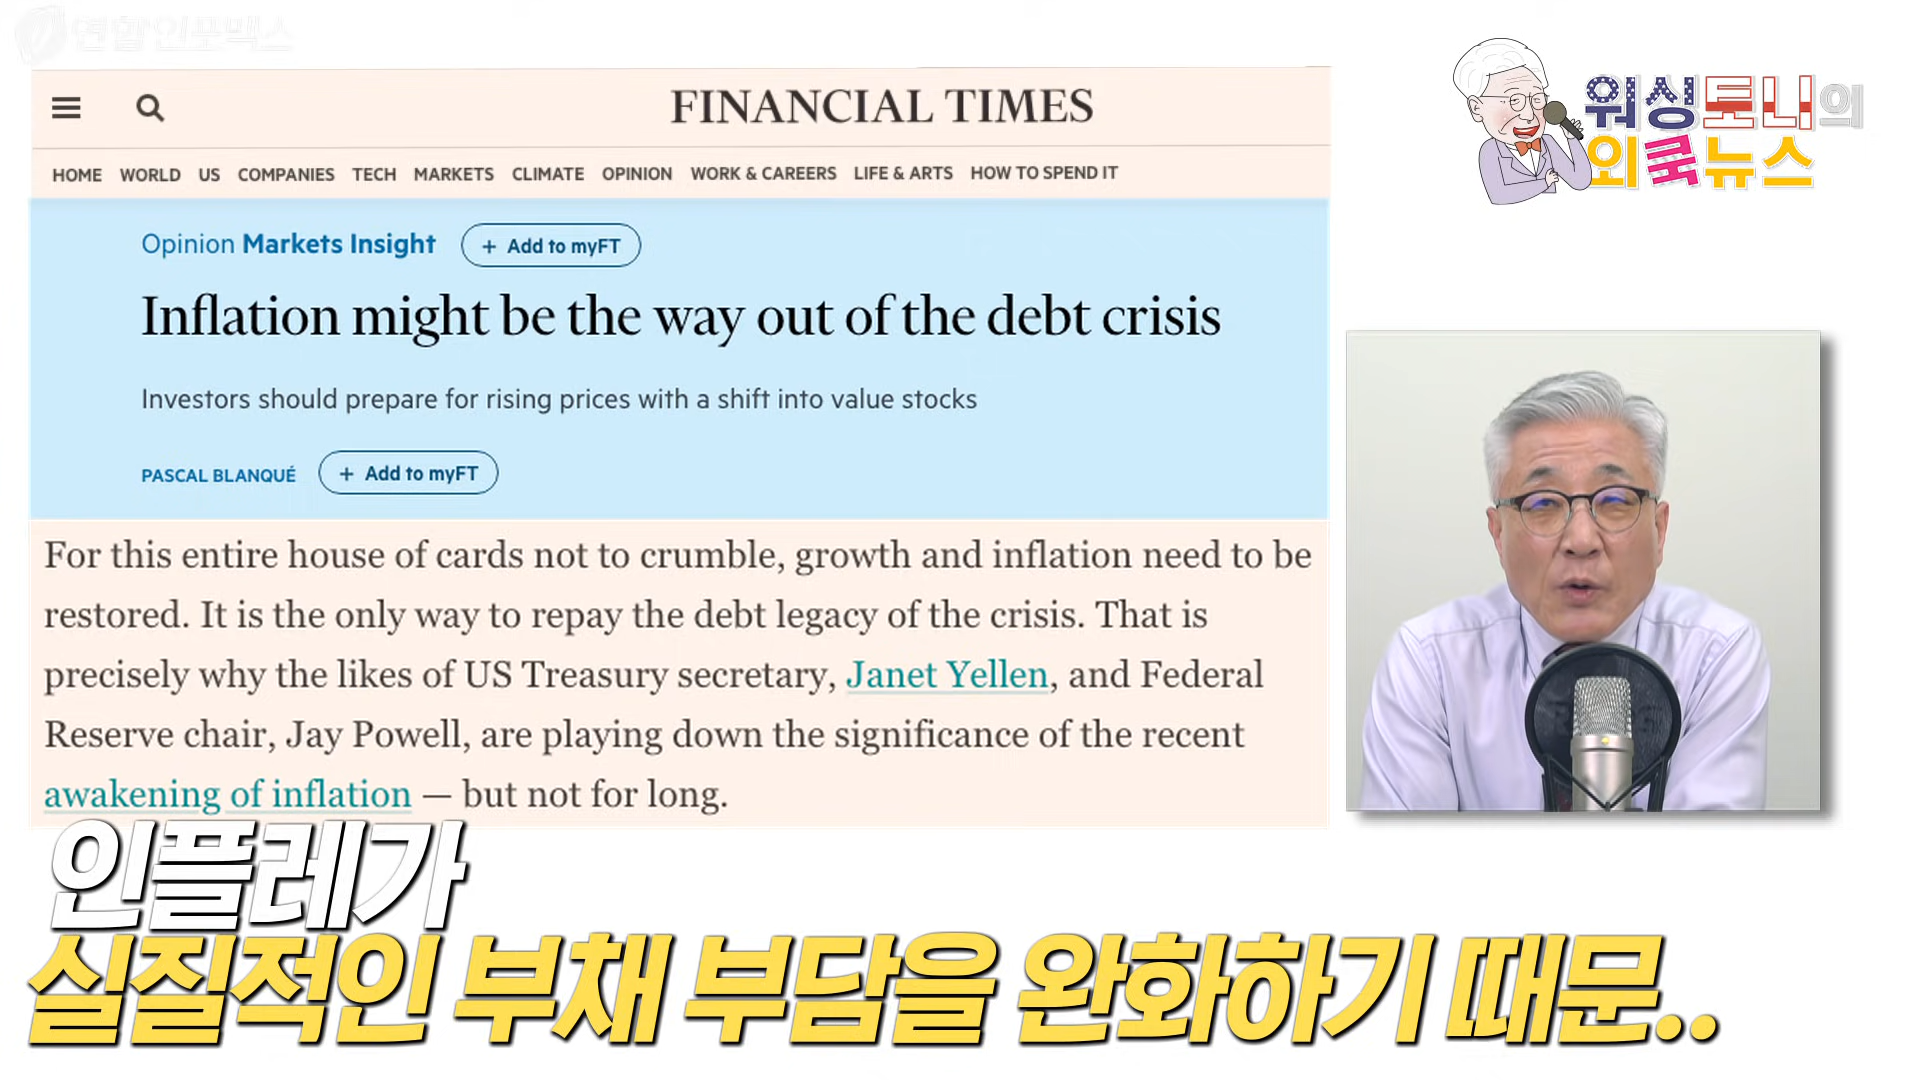 연합인포맥스
워싱토니의
외쿡뉴스
FINANCIAL TIMES
HOME WORLD US COMPANIES TECH MARKETS CLIMATE OPINION WORK & CAREERS LIFE & ARTS HOW TO SPEND IT
Opinion Markets Insight + Add to myFT
Inflation might be the way out of the debt crisis
Investors should prepare for rising prices with a shift into value stocks
PASCAL BLANQUÉ + Add to myFT
For this entire house of cards not to crumble, growth and inflation need to be
restored. It is the only way to repay the debt legacy of the crisis. That is
precisely why the likes of US Treasury secretary, Janet Yellen, and Federal
Reserve chair, Jay Powell, are playing down the significance of the recent
awakening of inflation — but not for long.
인플레가
실질적인 부채 부담을 완화하기 때문..